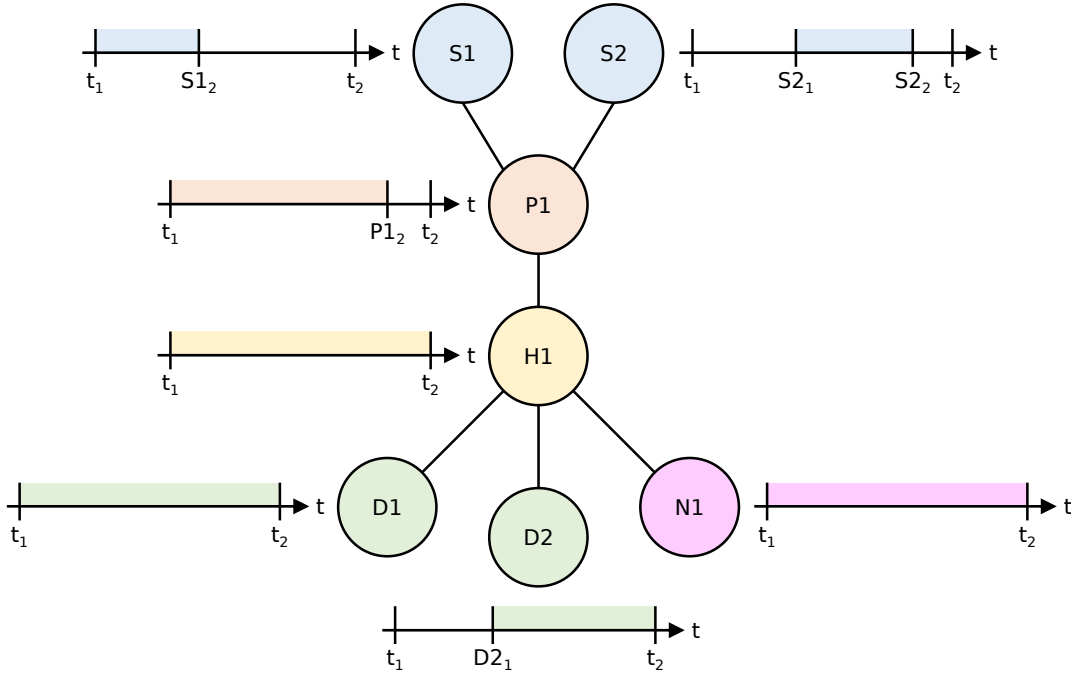 S1 S2
t₁ S1₂ t₂ t
t₁ S2₁ S2₂ t₂ t
P1
t₁ P1₂ t₂ t
H1
t₁ t₂ t
D1 D2 N1
t₁ t₂ t
t₁ t₂ t
t₁ D2₁ t₂ t